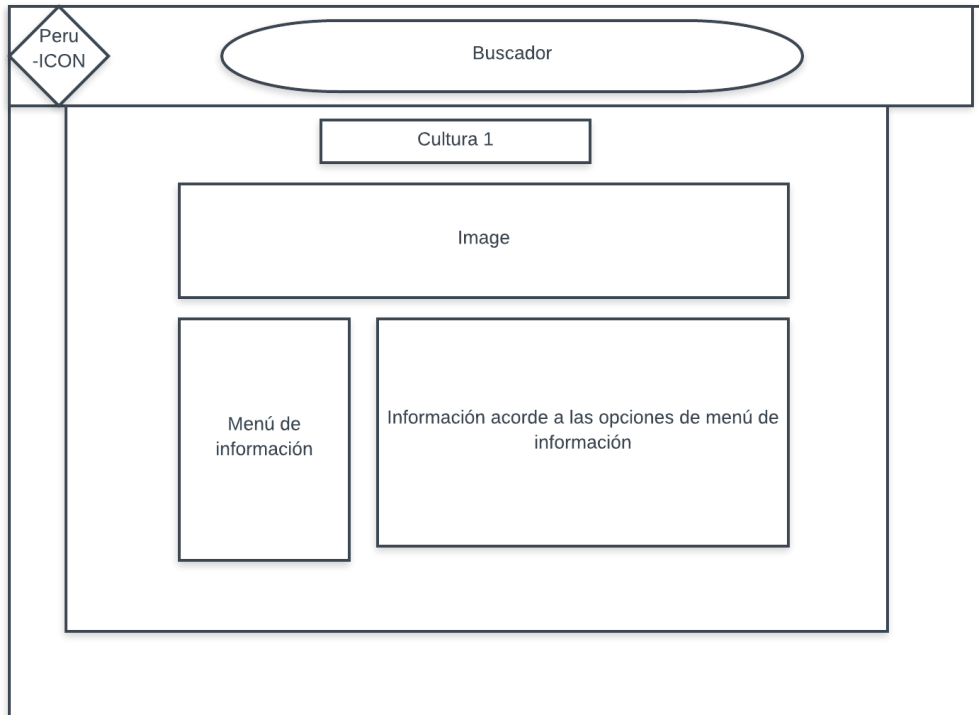 Peru
-ICON
Buscador
Cultura 1
Image
Menú de
información
Información acorde a las opciones de menú de
información